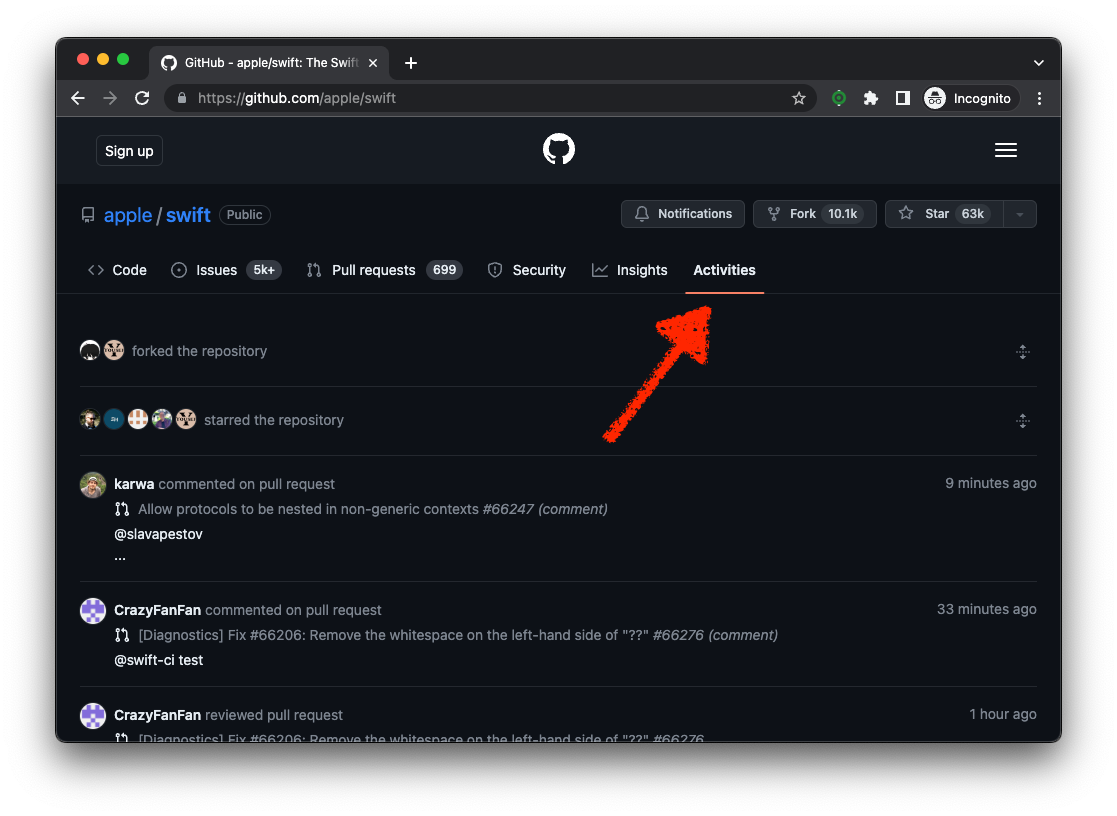 GitHub - apple/swift: The Swift
https://github.com/apple/swift
Incognito
Sign up
apple / swift Public
Notifications Fork 10.1k Star 63k
Code Issues 5k+ Pull requests 699 Security Insights Activities
forked the repository
starred the repository
karwa commented on pull request 9 minutes ago
Allow protocols to be nested in non-generic contexts #66247 (comment)
@slavapestov
...
CrazyFanFan commented on pull request 33 minutes ago
[Diagnostics] Fix #66206: Remove the whitespace on the left-hand side of "??" #66276 (comment)
@swift-ci test
CrazyFanFan reviewed pull request 1 hour ago
[Diagnostics] Fix #66206: Remove the whitespace on the left-hand side of "??" #66276